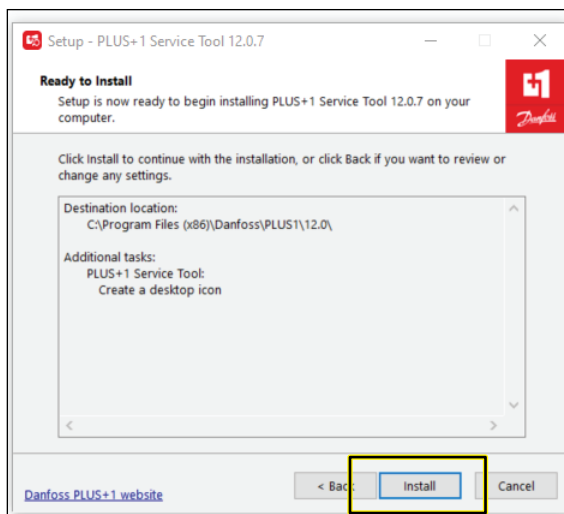 Setup - PLUS+1 Service Tool 12.0.7
Ready to Install
Setup is now ready to begin installing PLUS+1 Service Tool 12.0.7 on your
computer.
Danfoss
Click Install to continue with the installation, or click Back if you want to review or
change any settings.
Destination location:
C:\Program Files (x86)\Danfoss\PLUS1\12.0\
Additional tasks:
PLUS+1 Service Tool:
Create a desktop icon
Danfoss PLUS+1 website
< Back
Install
Cancel